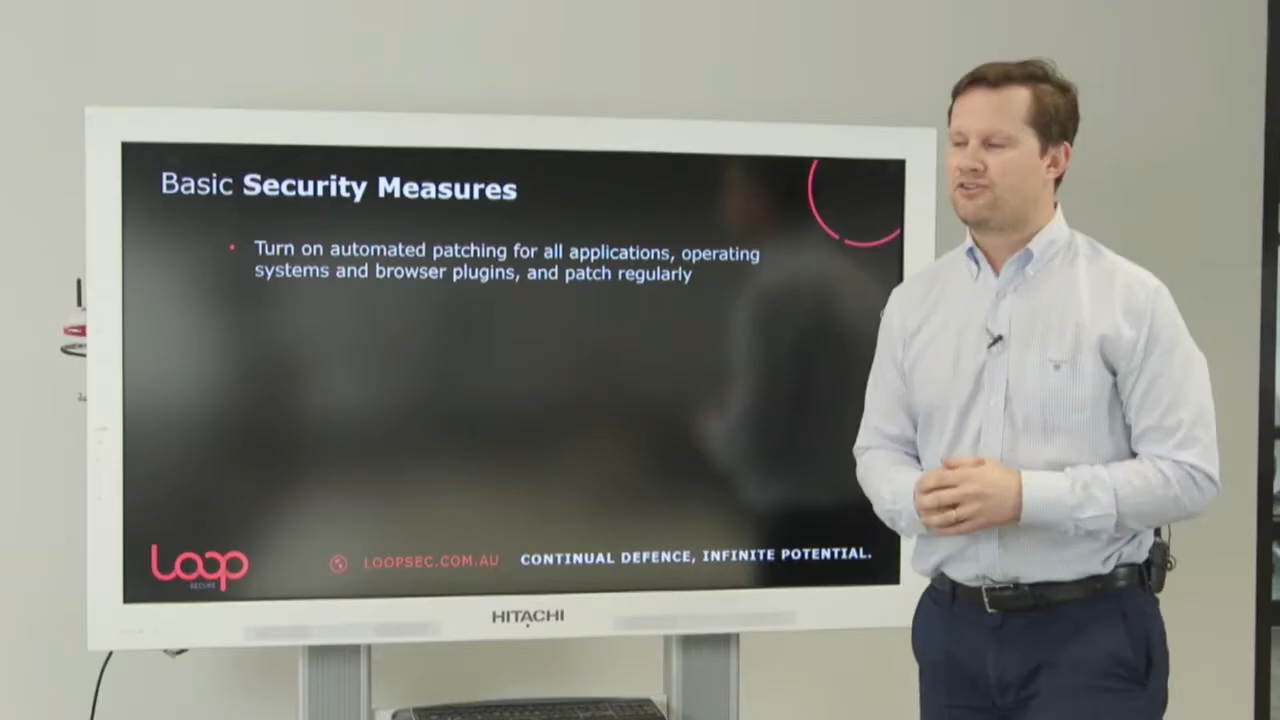 Basic Security Measures
• Turn on automated patching for all applications, operating
systems and browser plugins, and patch regularly
Loop
SECURE
LOOPSEC.COM.AU CONTINUAL DEFENCE, INFINITE POTENTIAL.
HITACHI